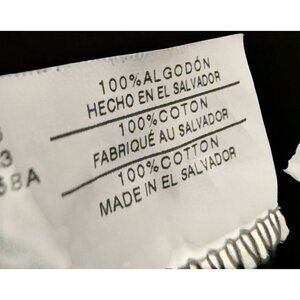 100% ALGODÓN
HECHO EN EL SALVADOR
100% COTON
FABRIQUÉ AU SALVADOR
100% COTTON
MADE IN EL SALVADOR